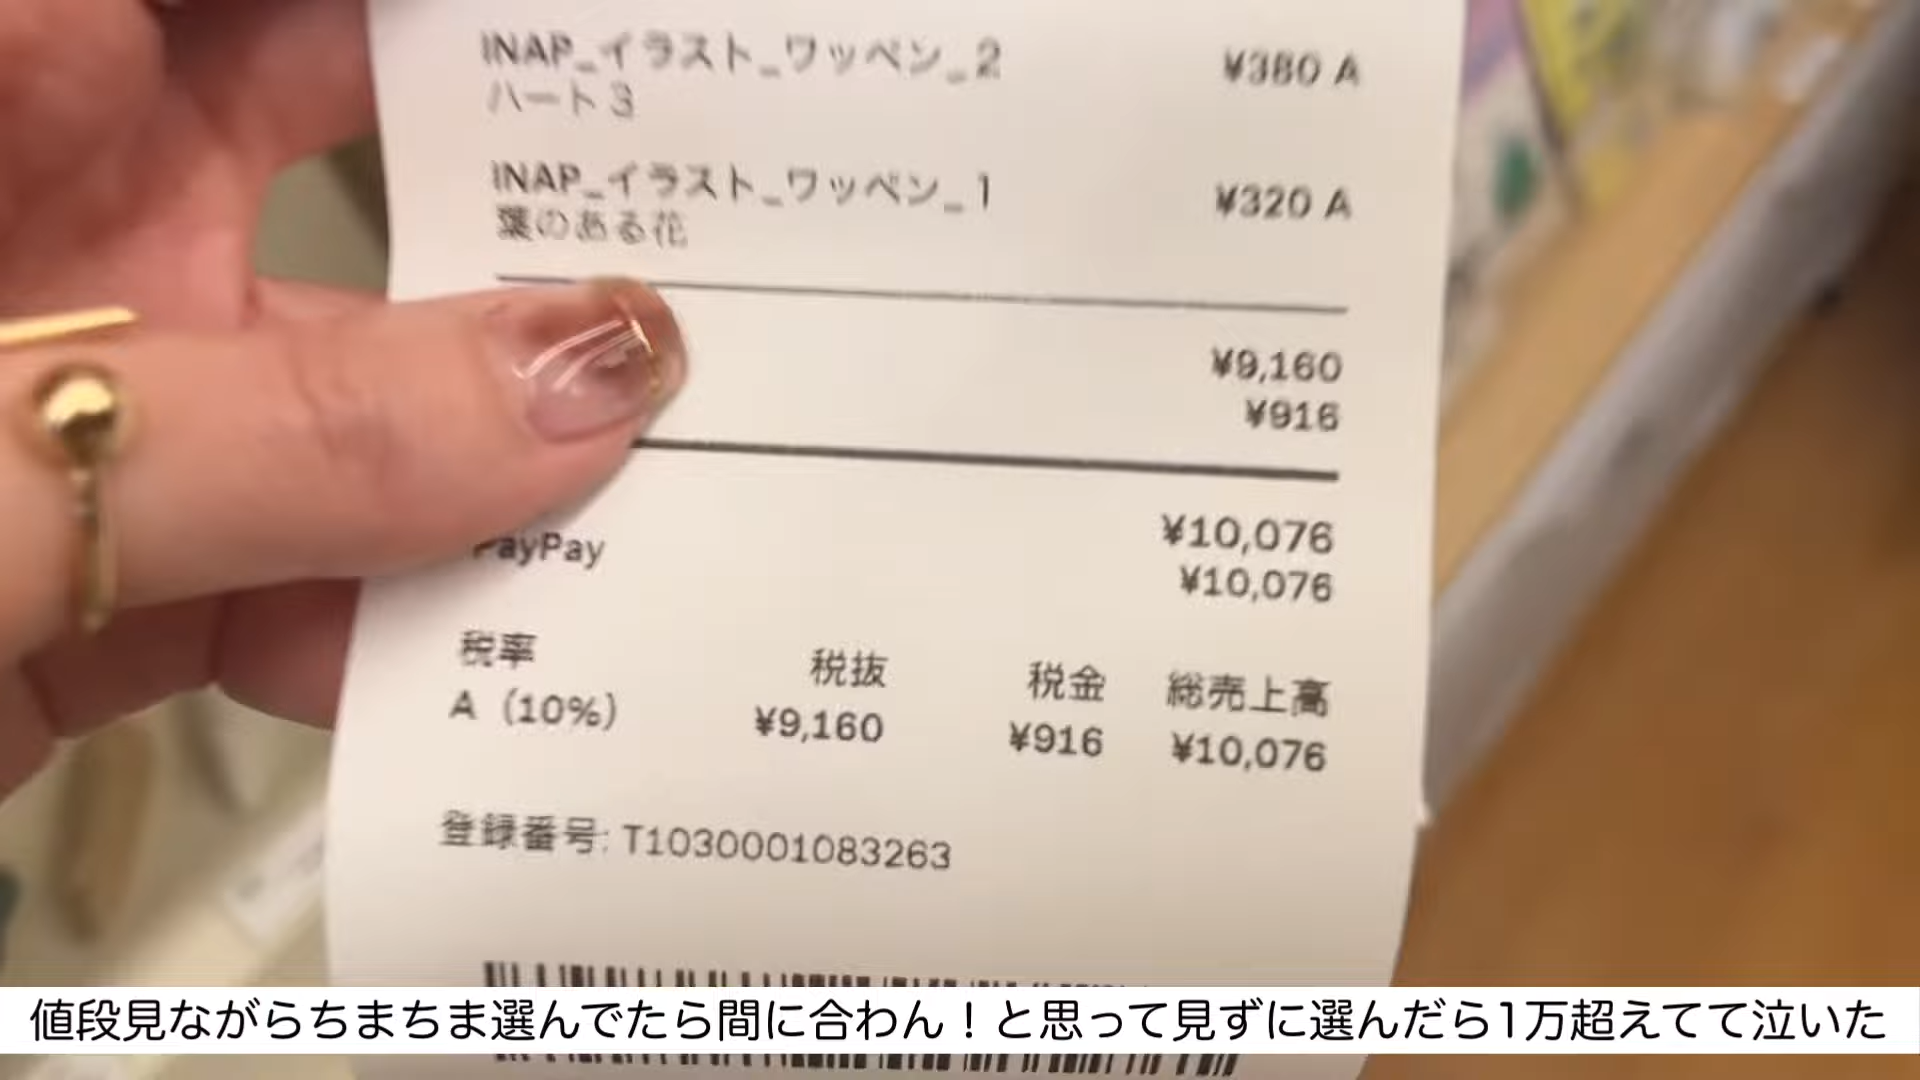 INAP_イラスト_ワッペン_2 ¥380 A
ハート3
INAP_イラスト_ワッペン_1 ¥320 A
葉のある花
¥9,160
¥916
¥10,076
PayPay ¥10,076
税率 税抜 税金 総売上高
A (10%) ¥9,160 ¥916 ¥10,076
登録番号: T1030001083263
値段見ながらちまちま選んでたら間に合わん！と思って見ずに選んだら1万超えてて泣いた